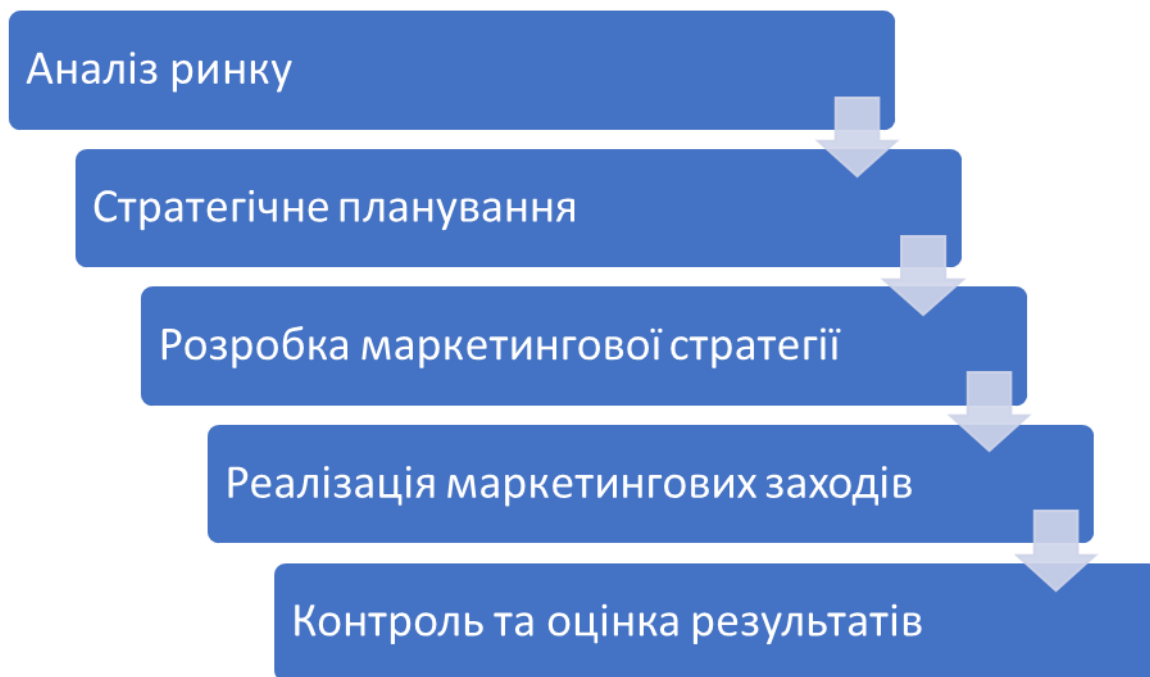 Аналіз ринку
Стратегічне планування
Розробка маркетингової стратегії
Реалізація маркетингових заходів
Контроль та оцінка результатів